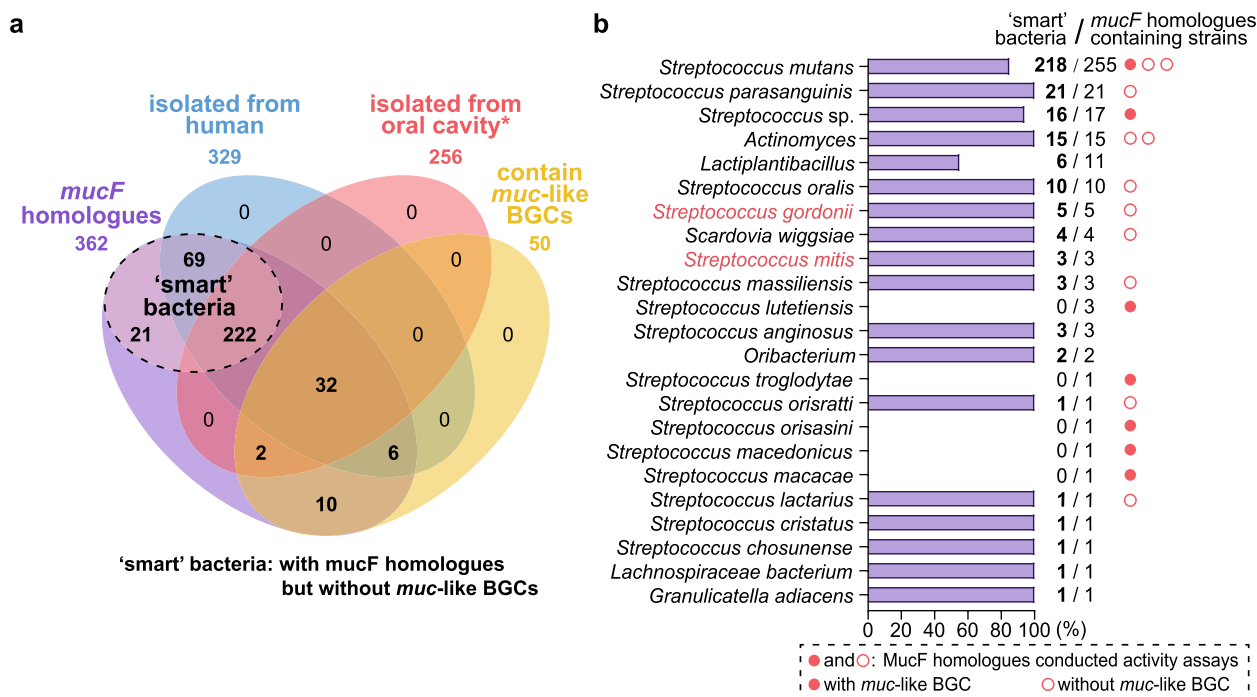 a
isolated from
human
329
isolated from
oral cavity*
256
contain
muc-like
BGCs
50
mucF
homologues
362
0
0
0
0
69
'smart'
bacteria
21
222
0
0
32
0
0
2
6
10
'smart' bacteria: with mucF homologues
but without muc-like BGCs
b
'smart'
bacteria / mucF homologues
containing strains
Streptococcus mutans 218 / 255
Streptococcus parasanguinis 21 / 21
Streptococcus sp. 16 / 17
Actinomyces 15 / 15
Lactiplantibacillus 6 / 11
Streptococcus oralis 10 / 10
Streptococcus gordonii 5 / 5
Scardovia wiggsiae 4 / 4
Streptococcus mitis 3 / 3
Streptococcus massiliensis 3 / 3
Streptococcus lutetiensis 0 / 3
Streptococcus anginosus 3 / 3
Oribacterium 2 / 2
Streptococcus troglodytae 0 / 1
Streptococcus orisratti 1 / 1
Streptococcus orisasini 0 / 1
Streptococcus macedonicus 0 / 1
Streptococcus macacae 0 / 1
Streptococcus lactarius 1 / 1
Streptococcus cristatus 1 / 1
Streptococcus chosunense 1 / 1
Lachnospiraceae bacterium 1 / 1
Granulicatella adiacens 1 / 1
0 20 40 60 80 100 (%)
● and ○: MucF homologues conducted activity assays
● with muc-like BGC ○ without muc-like BGC